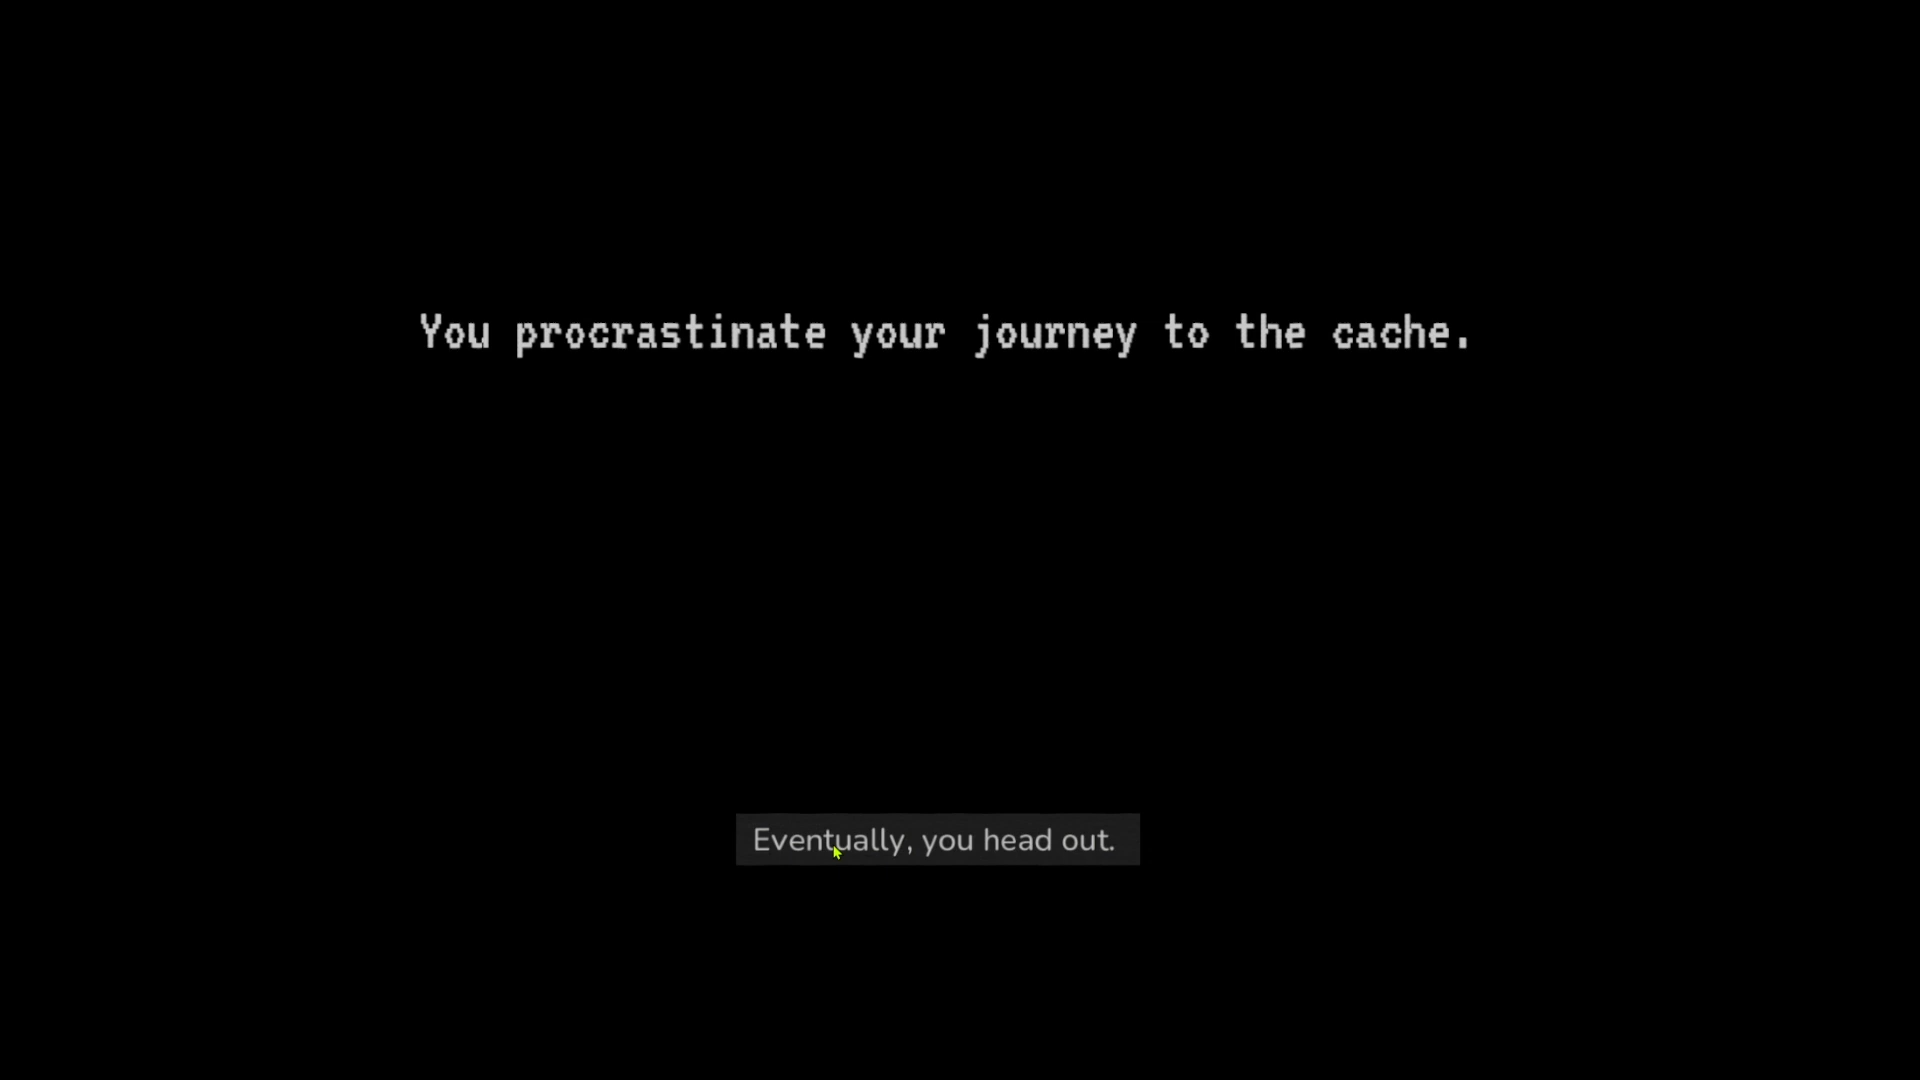 You procrastinate your journey to the cache.
Eventually, you head out.